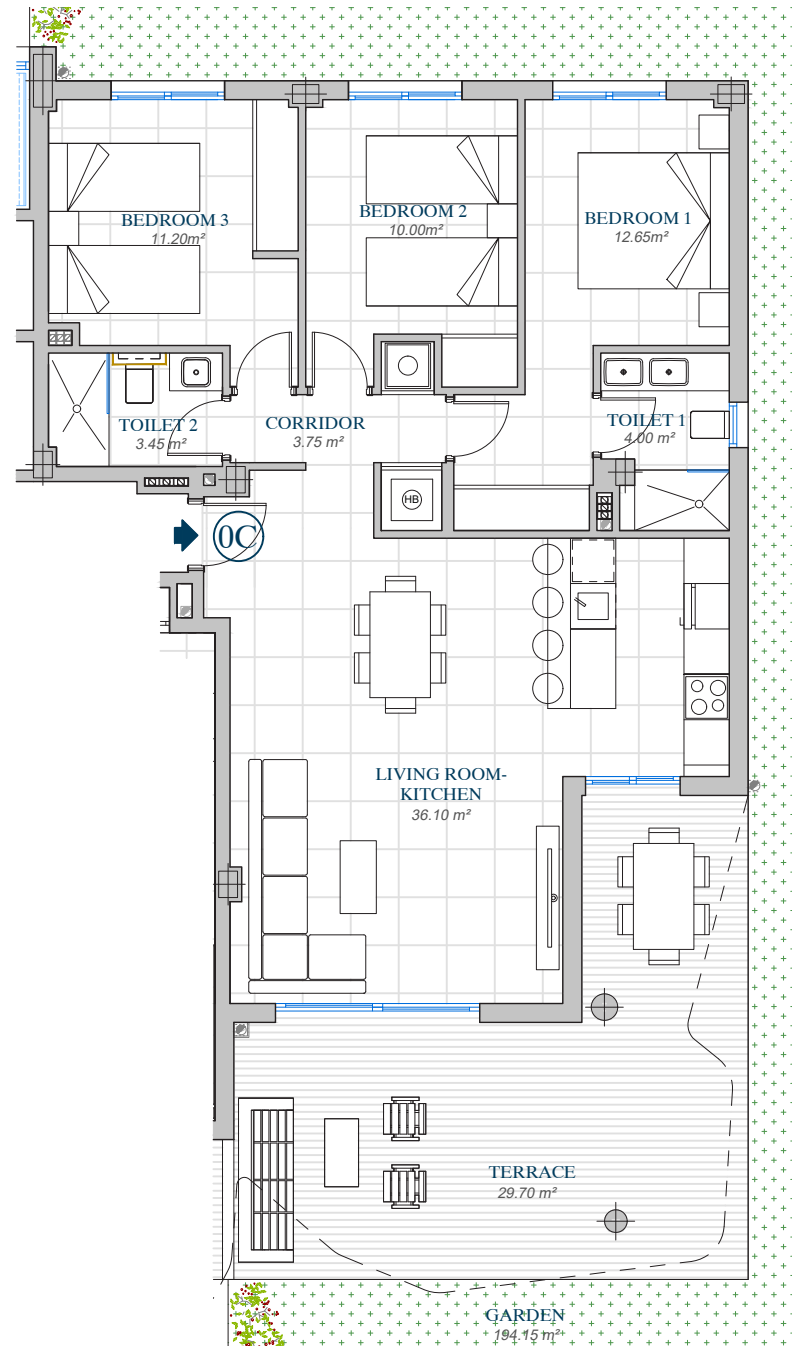 BEDROOM 3
11.20m²
BEDROOM 2
10.00m²
BEDROOM 1
12.65m²
TOILET 2
3.45 m²
CORRIDOR
3.75 m²
TOILET 1
4.00 m²
HB
0C
LIVING ROOM-
KITCHEN
36.10 m²
TERRACE
29.70 m²
GARDEN
194.15 m²